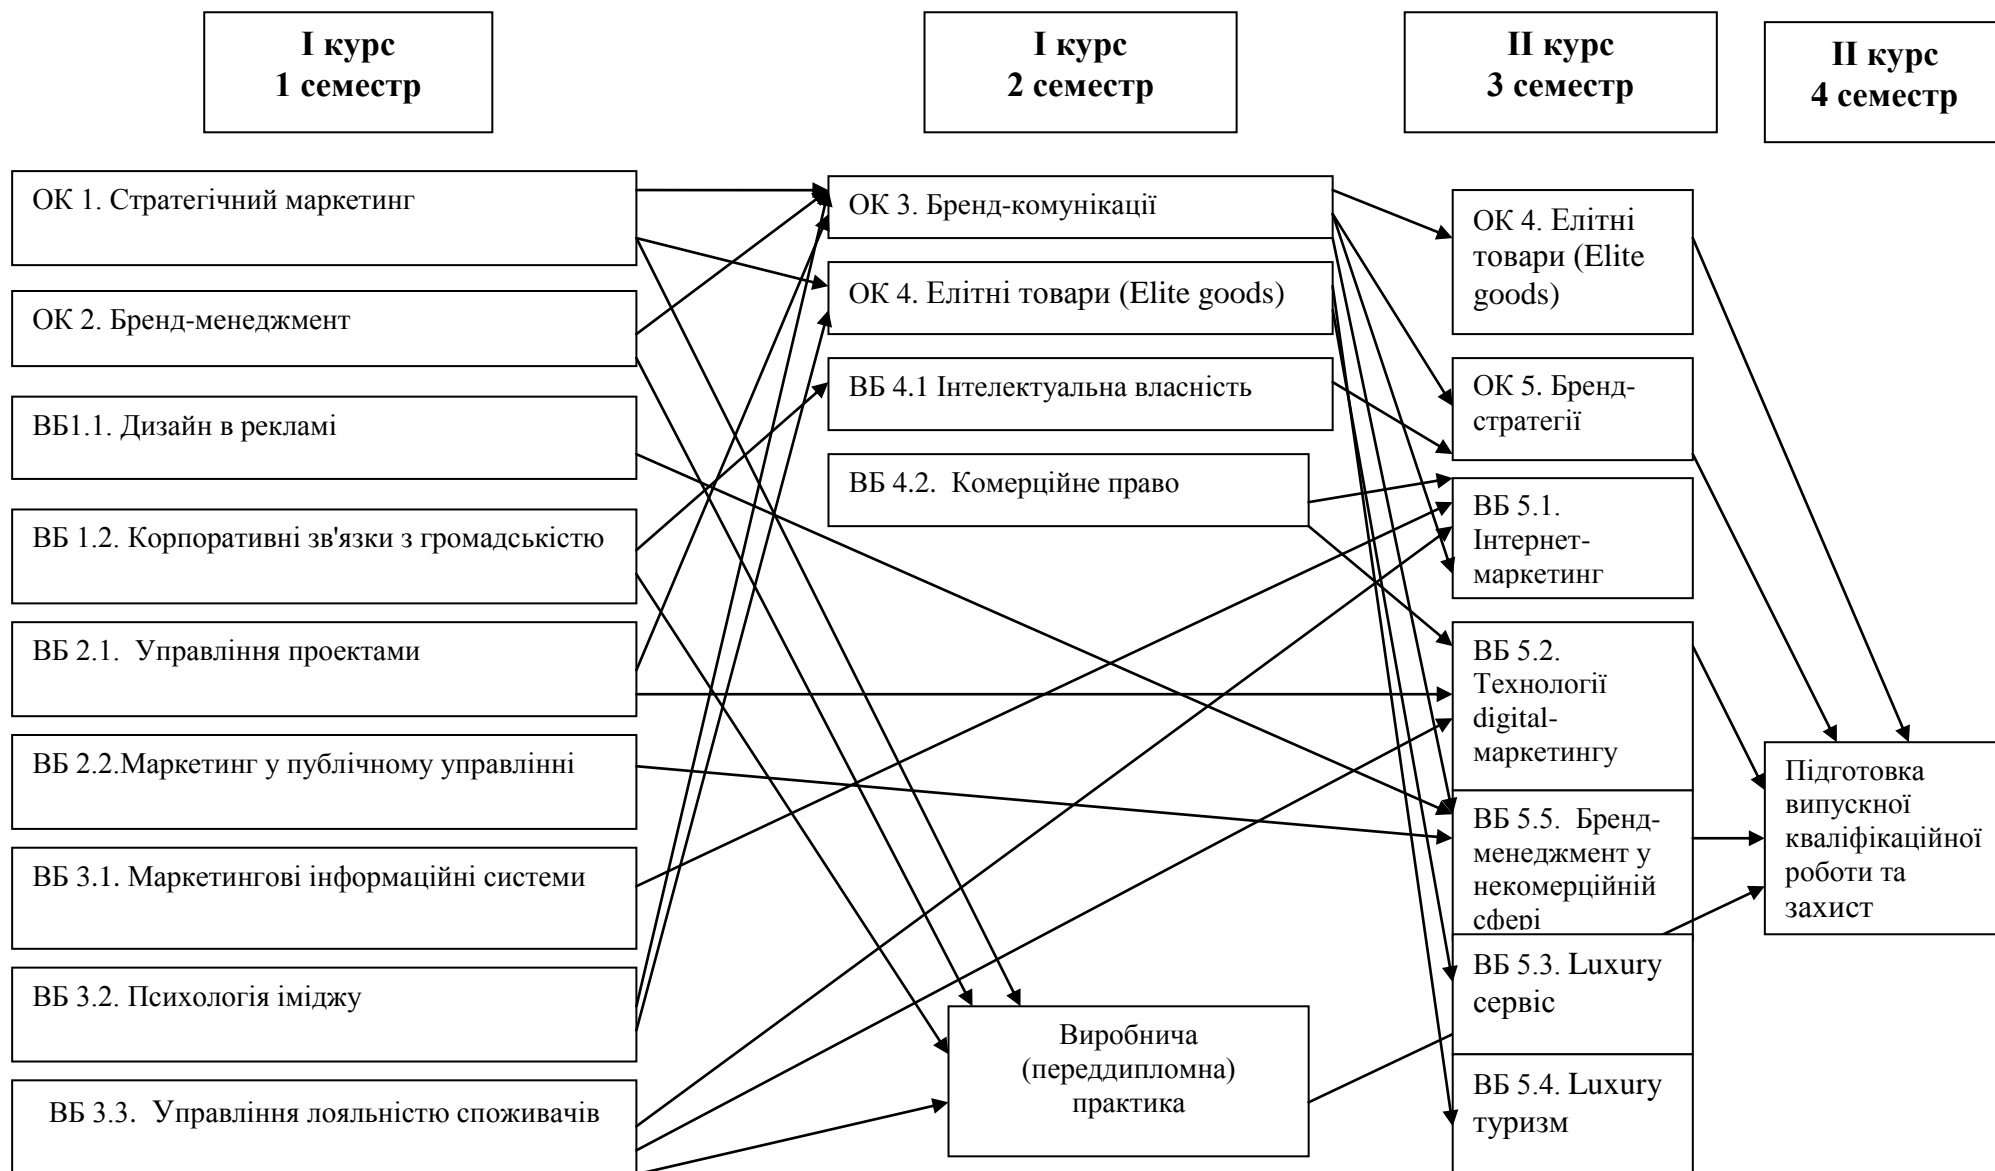 І курс
1 семестр
І курс
2 семестр
ІІ курс
3 семестр
ІІ курс
4 семестр
ОК 1. Стратегічний маркетинг
ОК 2. Бренд-менеджмент
ВБ1.1. Дизайн в рекламі
ВБ 1.2. Корпоративні зв'язки з громадськістю
ВБ 2.1. Управління проектами
ВБ 2.2.Маркетинг у публічному управлінні
ВБ 3.1. Маркетингові інформаційні системи
ВБ 3.2. Психологія іміджу
ВБ 3.3. Управління лояльністю споживачів
ОК 3. Бренд-комунікації
ОК 4. Елітні товари (Elite goods)
ВБ 4.1 Інтелектуальна власність
ВБ 4.2. Комерційне право
Виробнича
(переддипломна)
практика
ОК 4. Елітні
товари (Elite
goods)
ОК 5. Бренд-
стратегії
ВБ 5.1.
Інтернет-
маркетинг
ВБ 5.2.
Технології
digital-
маркетингу
ВБ 5.5. Бренд-
менеджмент у
некомерційній
сфері
ВБ 5.3. Luxury
сервіс
ВБ 5.4. Luxury
туризм
Підготовка
випускної
кваліфікаційної
роботи та
захист